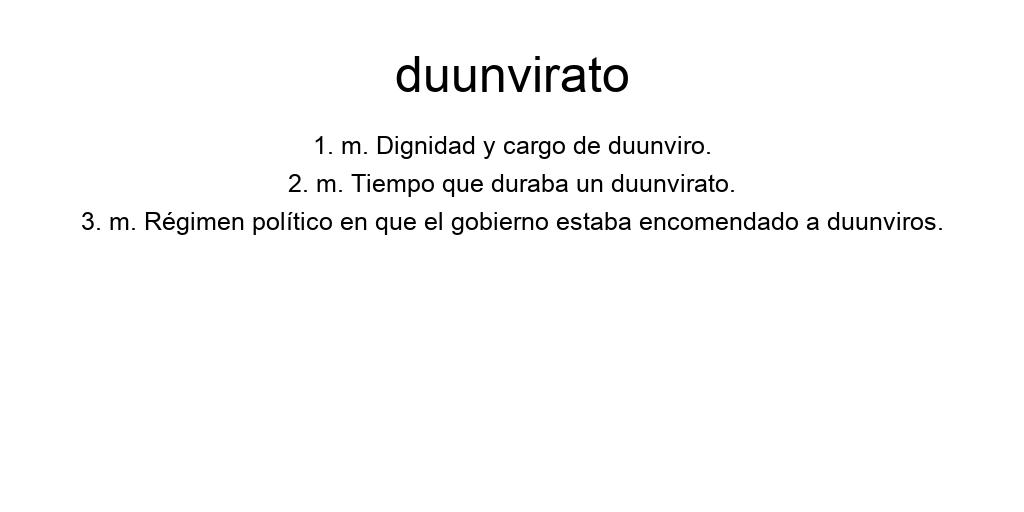 duunvirato
1. m. Dignidad y cargo de duunviro.
2. m. Tiempo que duraba un duunvirato.
3. m. Régimen político en que el gobierno estaba encomendado a duunviros.